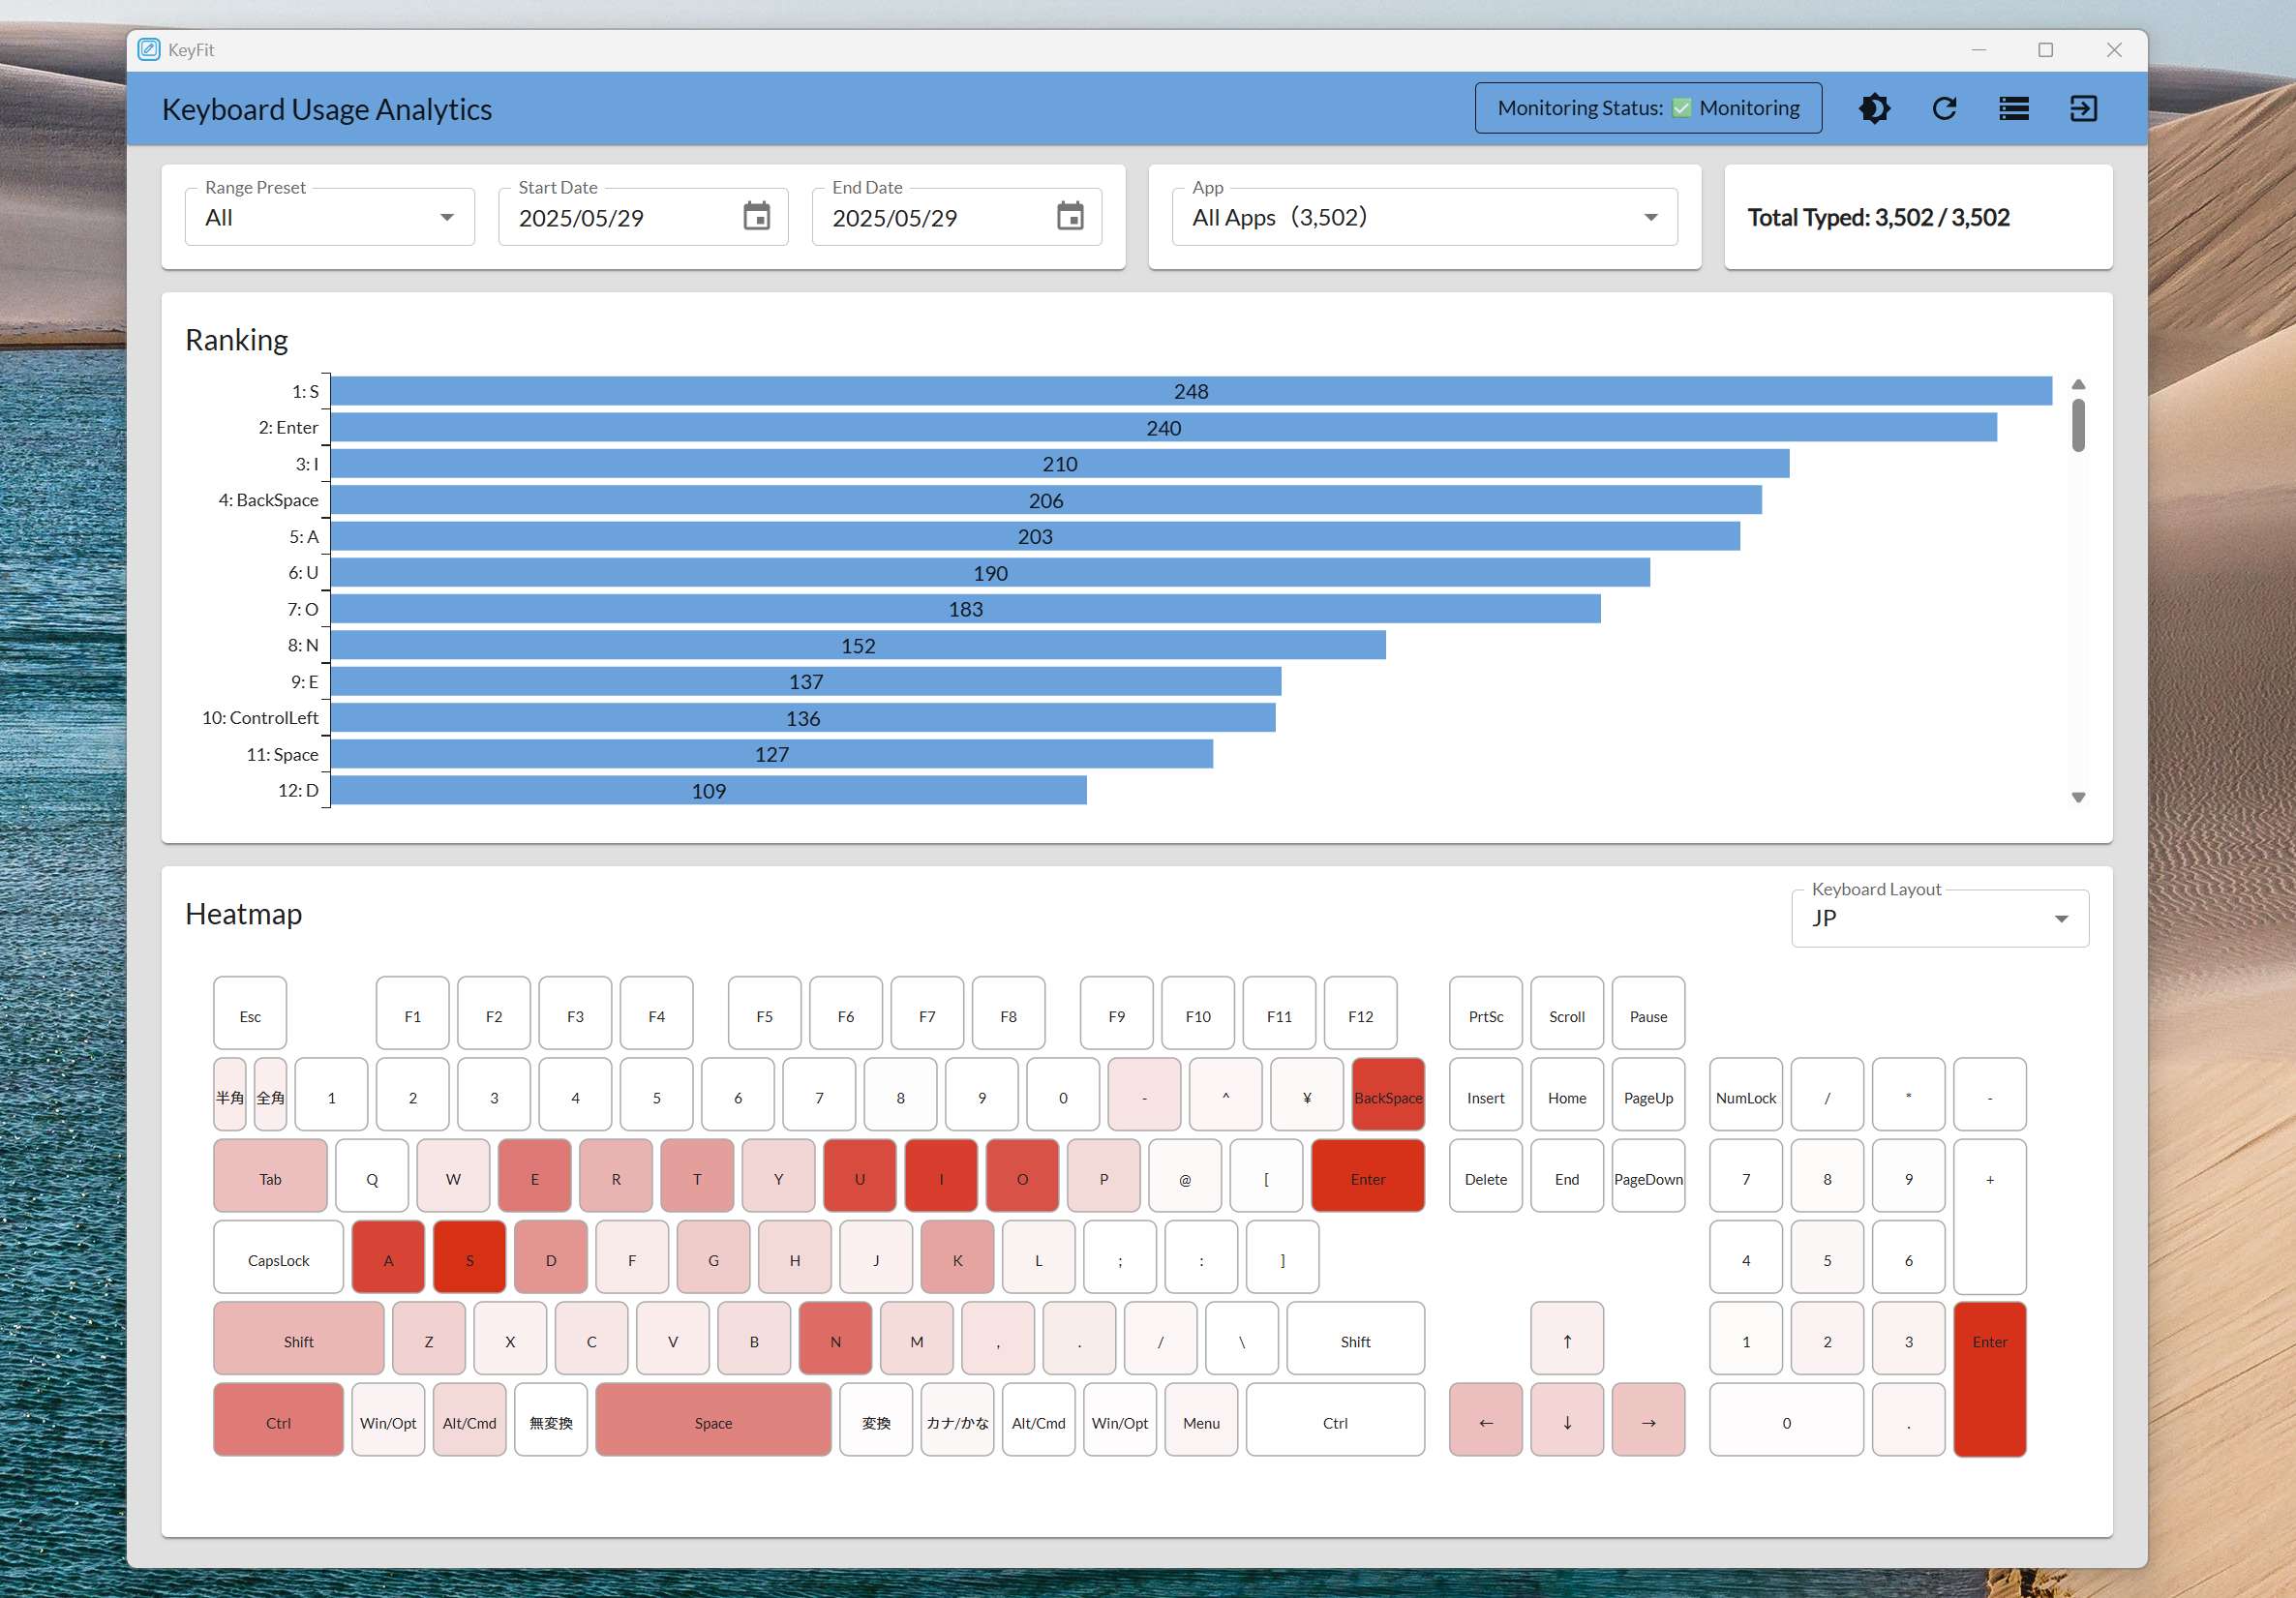 KeyFit
Keyboard Usage Analytics
Monitoring Status: ✅ Monitoring
Range Preset
All
Start Date
2025/05/29
End Date
2025/05/29
App
All Apps（3,502）
Total Typed: 3,502 / 3,502
Ranking
1: S 248
2: Enter 240
3: I 210
4: BackSpace 206
5: A 203
6: U 190
7: O 183
8: N 152
9: E 137
10: ControlLeft 136
11: Space 127
12: D 109
Heatmap
Keyboard Layout
JP
Esc F1 F2 F3 F4 F5 F6 F7 F8 F9 F10 F11 F12 PrtSc Scroll Pause
半角 全角 1 2 3 4 5 6 7 8 9 0 - ^ ¥ BackSpace Insert Home PageUp NumLock / * -
Tab Q W E R T Y U I O P @ [ Enter Delete End PageDown 7 8 9 +
CapsLock A S D F G H J K L ; : ] 4 5 6
Shift Z X C V B N M , . / \ Shift ↑ 1 2 3 Enter
Ctrl Win/Opt Alt/Cmd 無変換 Space 変換 カナ/かな Alt/Cmd Win/Opt Menu Ctrl ← ↓ → 0 .